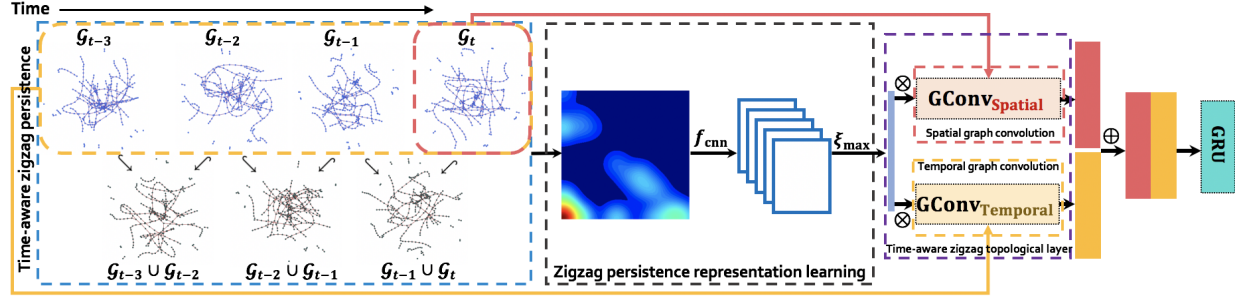 Time
Time-aware zigzag persistence
𝒢t−3
𝒢t−2
𝒢t−1
𝒢t
𝒢t−3 ∪ 𝒢t−2
𝒢t−2 ∪ 𝒢t−1
𝒢t−1 ∪ 𝒢t
fcnn
ξmax
Zigzag persistence representation learning
⊗
GConvSpatial
Spatial graph convolution
Temporal graph convolution
GConvTemporal
⊗
Time-aware zigzag topological layer
⊕
GRU